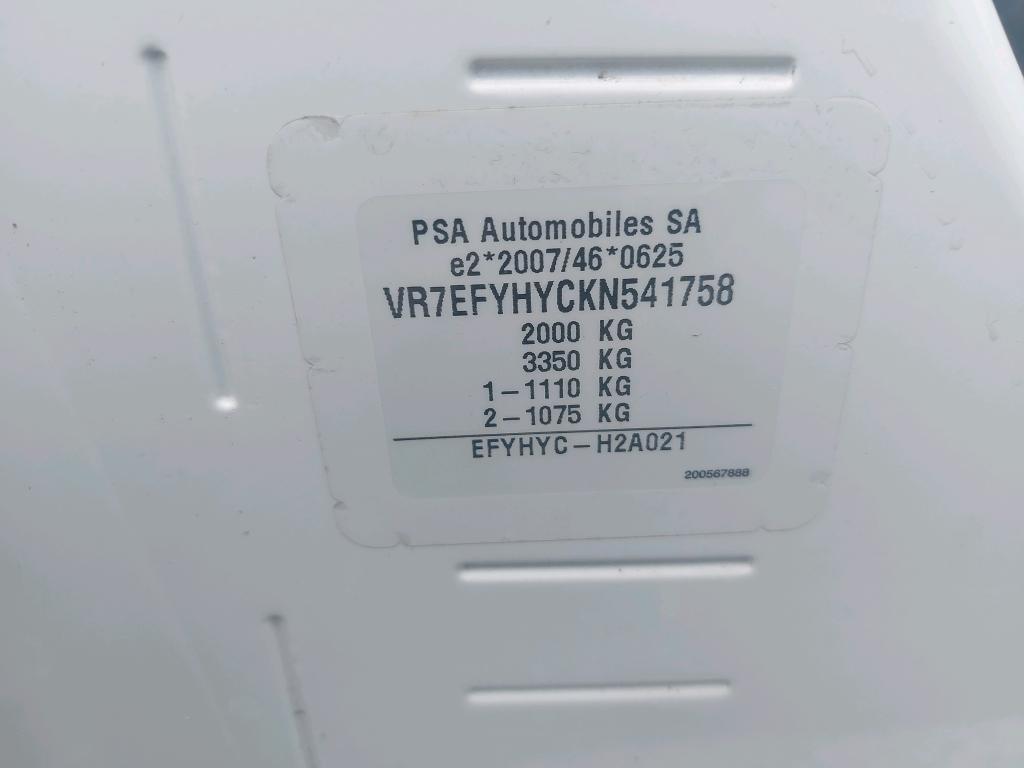 PSA Automobiles SA
e2*2007/46*0625
VR7EFYHYCKN541758
2000 KG
3350 KG
1-1110 KG
2-1075 KG
EFYHYC-H2A021
200567888